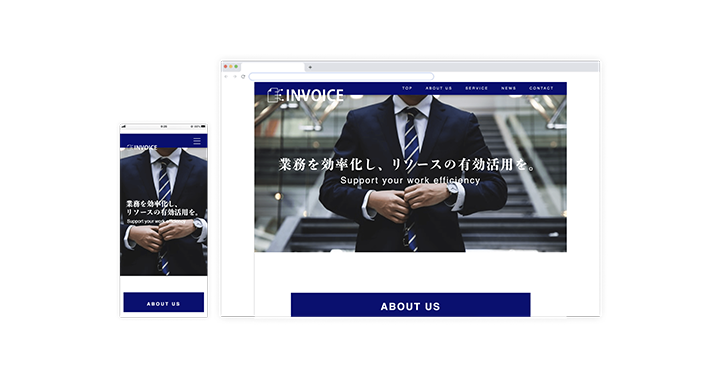 9:26
INVOICE
業務を効率化し、
リソースの有効活用を。
Support your work efficiency
ABOUT US
INVOICE
TOP ABOUT US SERVICE NEWS CONTACT
業務を効率化し、リソースの有効活用を。
Support your work efficiency
ABOUT US